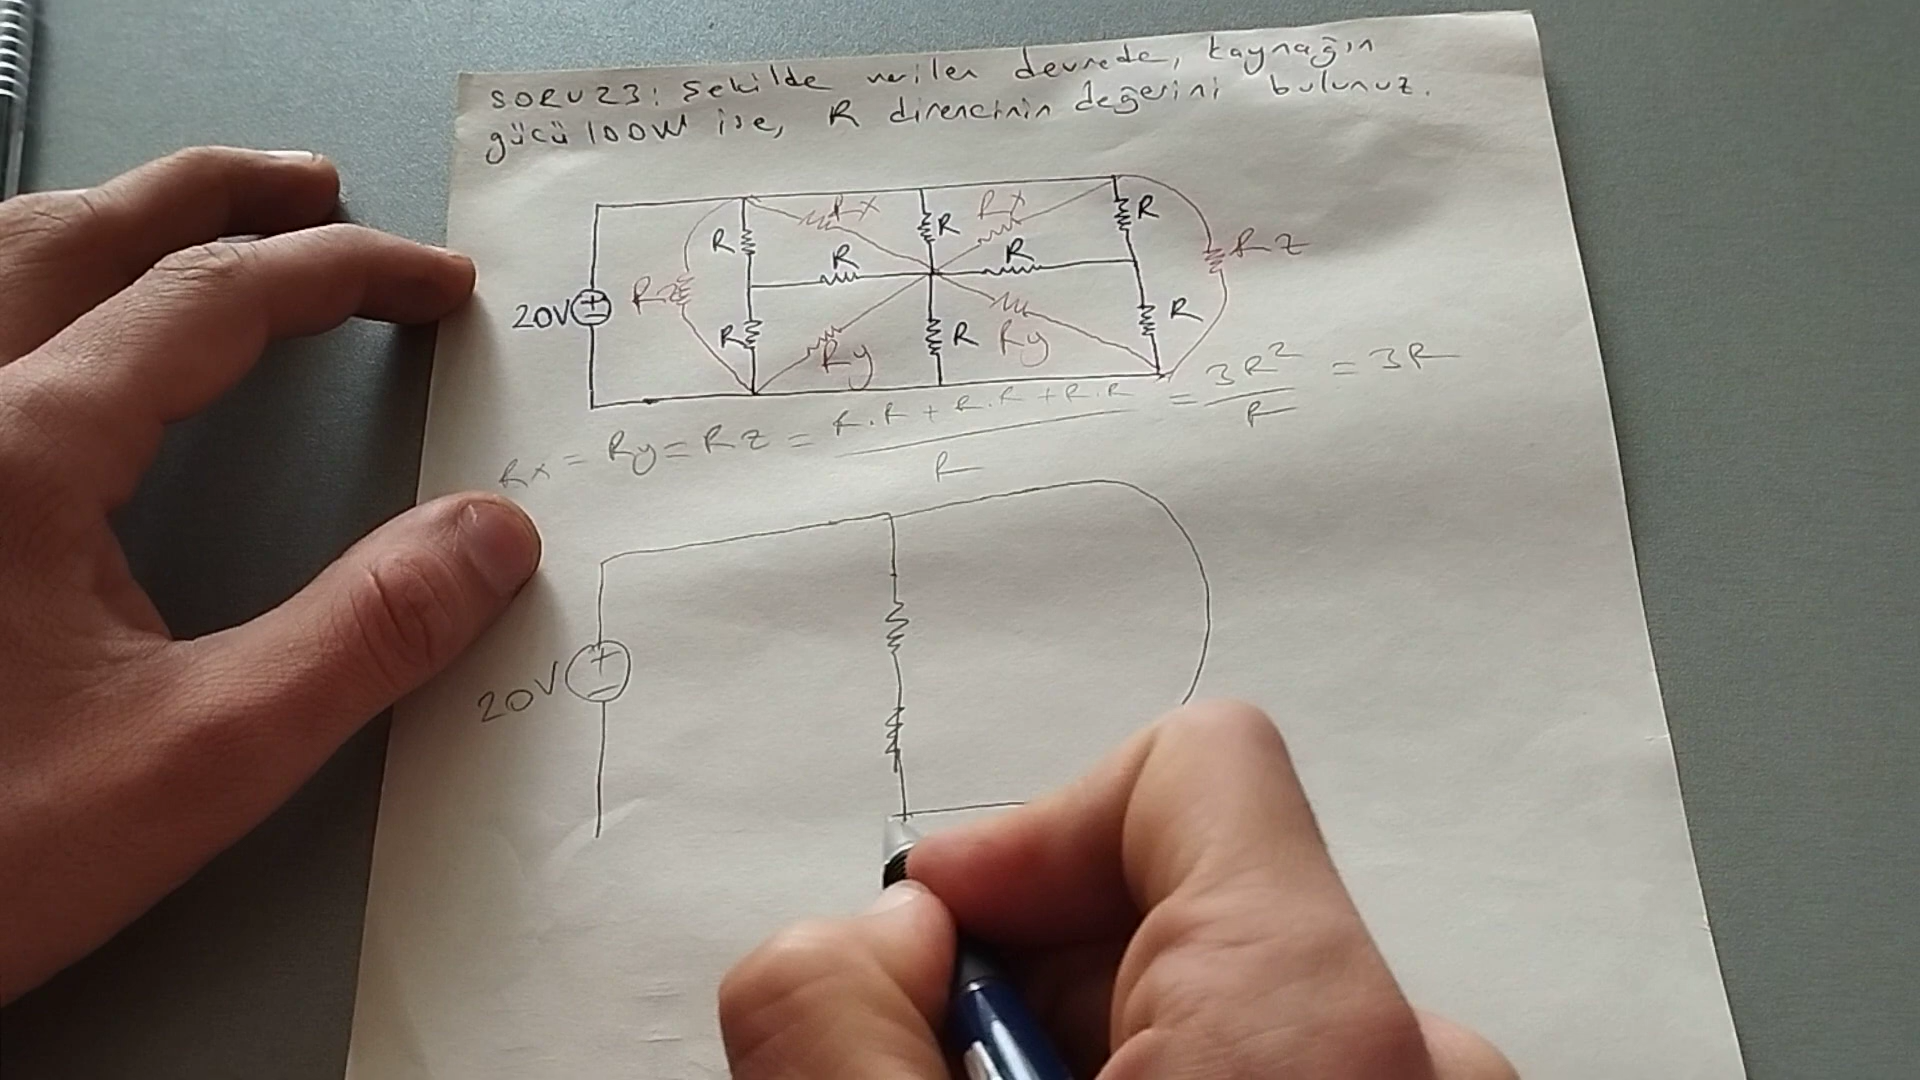 SORU23: Şekilde verilen devrede, kaynağın
gücü 100W ise, R direncinin değerini bulunuz.
Rx Rx
R R R
R R Rz
20V Rz
R R R
Ry Ry
Rx = Ry = Rz = R.R + R.R + R.R / R = 3R² / R = 3R
20V